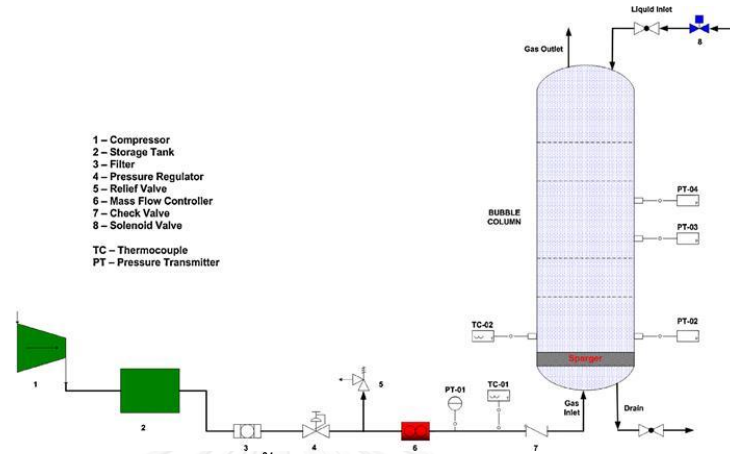 Liquid Inlet
Gas Outlet
8
1 – Compressor
2 – Storage Tank
3 – Filter
4 – Pressure Regulator
5 – Relief Valve
6 – Mass Flow Controller
7 – Check Valve
8 – Solenoid Valve
TC – Thermocouple
PT – Pressure Transmitter
BUBBLE
COLUMN
PT-04
PT-03
TC-02
PT-02
Sparger
1
2
3
4
5
PT-01
TC-01
6
7
Gas
Inlet
Drain